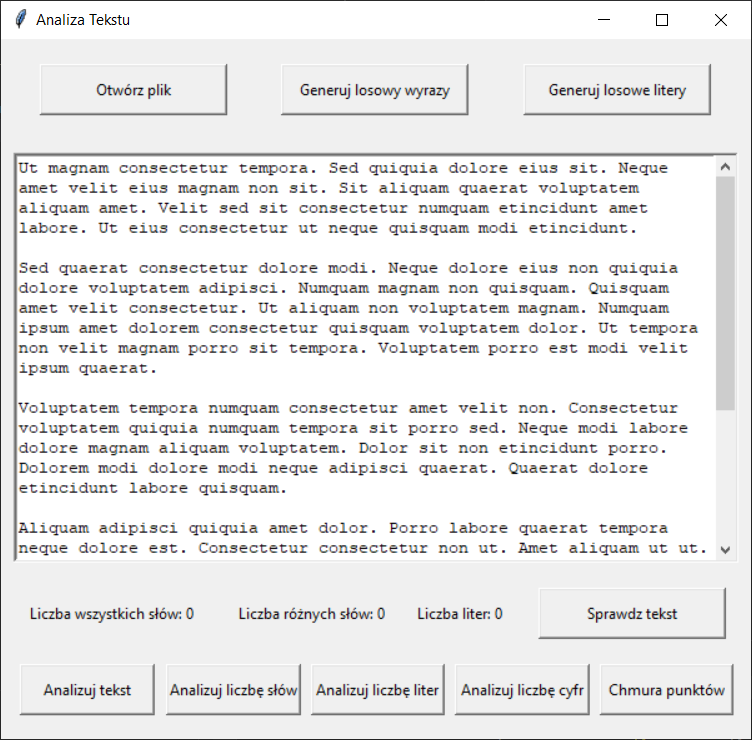 Analiza Tekstu
Otwórz plik
Generuj losowy wyrazy
Generuj losowe litery
Ut magnam consectetur tempora. Sed quiquia dolore eius sit. Neque
amet velit eius magnam non sit. Sit aliquam quaerat voluptatem
aliquam amet. Velit sed sit consectetur numquam etincidunt amet
labore. Ut eius consectetur ut neque quisquam modi etincidunt.
Sed quaerat consectetur dolore modi. Neque dolore eius non quiquia
dolore voluptatem adipisci. Numquam magnam non quisquam. Quisquam
amet velit consectetur. Ut aliquam non voluptatem magnam. Numquam
ipsum amet dolorem consectetur quisquam voluptatem dolor. Ut tempora
non velit magnam porro sit tempora. Voluptatem porro est modi velit
ipsum quaerat.
Voluptatem tempora numquam consectetur amet velit non. Consectetur
voluptatem quiquia numquam tempora sit porro sed. Neque modi labore
dolore magnam aliquam voluptatem. Dolor sit non etincidunt porro.
Dolorem modi dolore modi neque adipisci quaerat. Quaerat dolore
etincidunt labore quisquam.
Aliquam adipisci quiquia amet dolor. Porro labore quaerat tempora
neque dolore est. Consectetur consectetur non ut. Amet aliquam ut ut.
Liczba wszystkich słów: 0
Liczba różnych słów: 0
Liczba liter: 0
Sprawdz tekst
Analizuj tekst
Analizuj liczbę słów
Analizuj liczbę liter
Analizuj liczbę cyfr
Chmura punktów